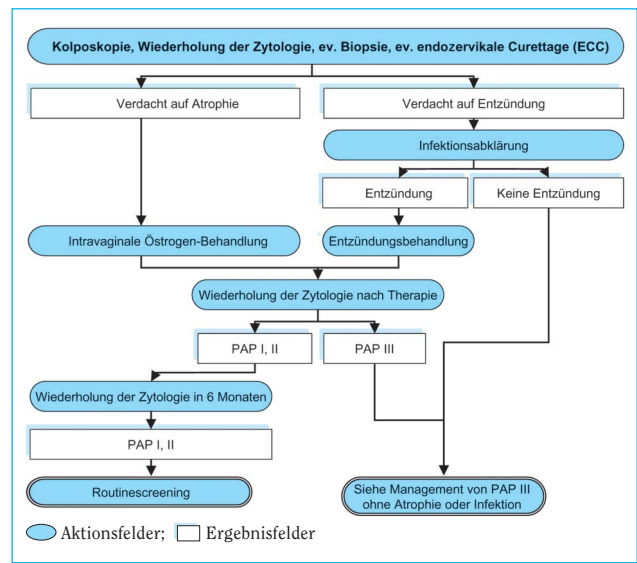 Kolposkopie, Wiederholung der Zytologie, ev. Biopsie, ev. endozervikale Curettage (ECC)
Verdacht auf Atrophie
Verdacht auf Entzündung
Infektionsabklärung
Entzündung
Keine Entzündung
Intravaginale Östrogen-Behandlung
Entzündungsbehandlung
Wiederholung der Zytologie nach Therapie
PAP I, II
PAP III
Wiederholung der Zytologie in 6 Monaten
PAP I, II
Routinescreening
Siehe Management von PAP III
ohne Atrophie oder Infektion
Aktionsfelder; Ergebnisfelder